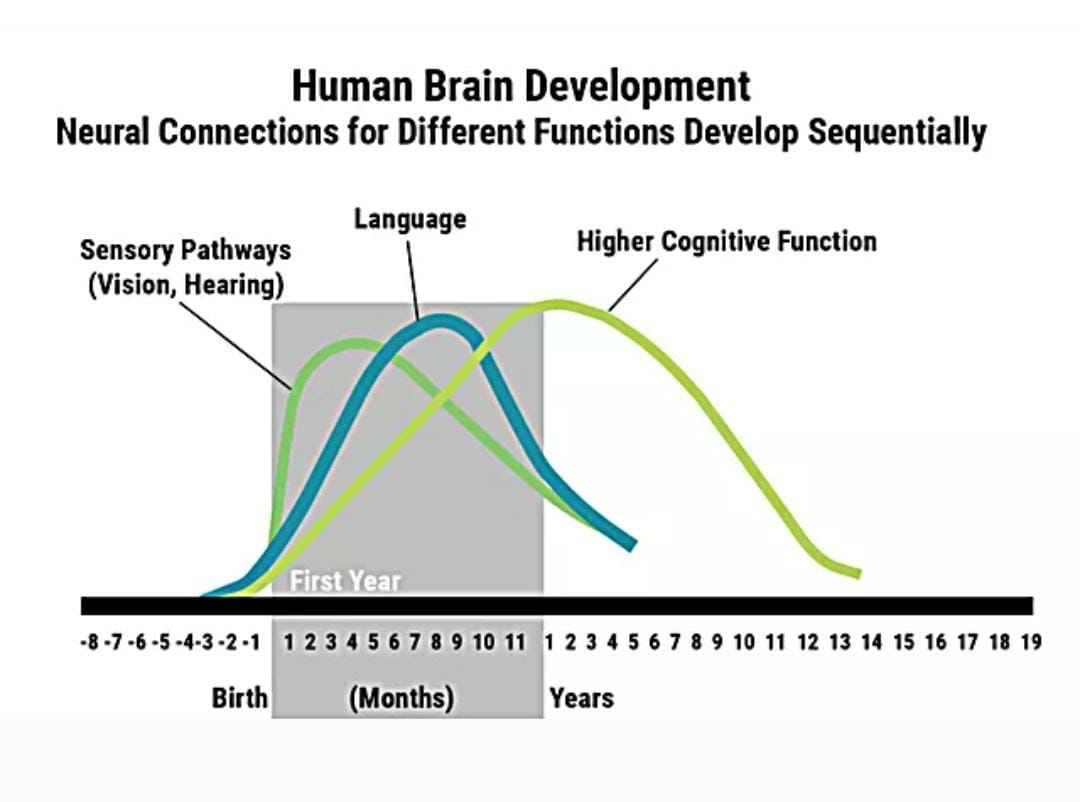 Human Brain Development
Neural Connections for Different Functions Develop Sequentially
Language
Sensory Pathways
(Vision, Hearing)
Higher Cognitive Function
First Year
-8 -7 -6 -5 -4-3 -2 -1 1 2 3 4 5 6 7 8 9 10 11 1 2 3 4 5 6 7 8 9 10 11 12 13 14 15 16 17 18 19
Birth (Months) Years